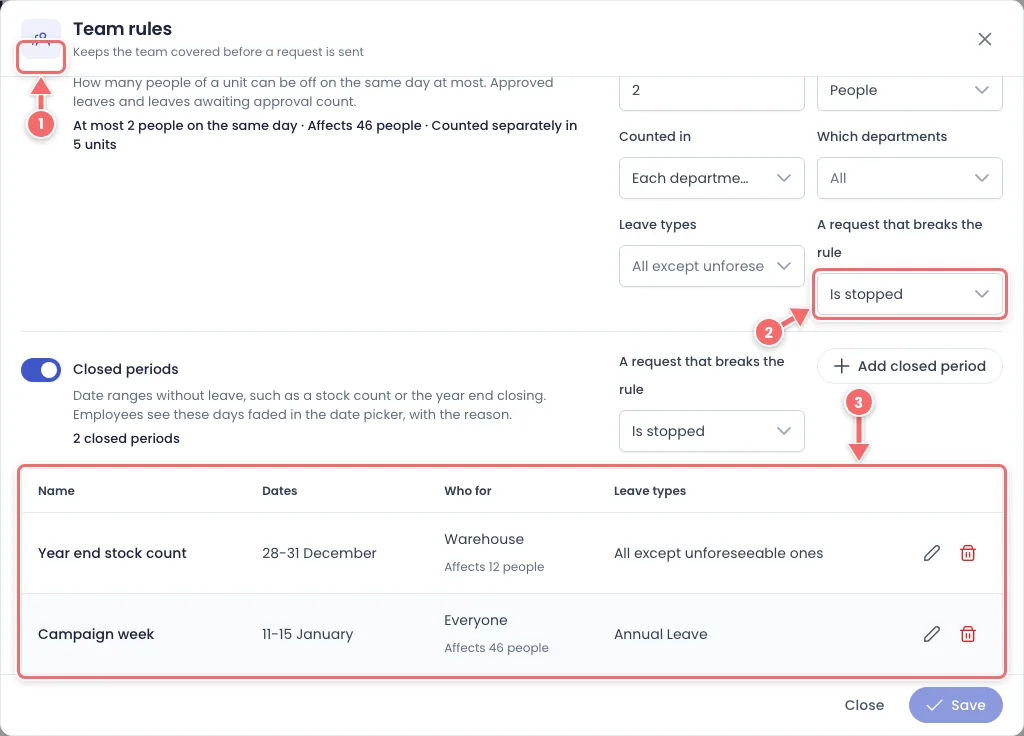 Team rules
Keeps the team covered before a request is sent
How many people of a unit can be off on the same day at most. Approved
leaves and leaves awaiting approval count.
At most 2 people on the same day · Affects 46 people · Counted separately in
5 units
1
2
People
Counted in
Which departments
Each departme...
All
Leave types
A request that breaks the
rule
All except unforese
Is stopped
2
Closed periods
Date ranges without leave, such as a stock count or the year end closing.
Employees see these days faded in the date picker, with the reason.
2 closed periods
A request that breaks the
rule
Is stopped
Add closed period
3
Name Dates Who for Leave types
Year end stock count 28-31 December Warehouse All except unforeseeable ones
Affects 12 people
Campaign week 11-15 January Everyone Annual Leave
Affects 46 people
Close
Save